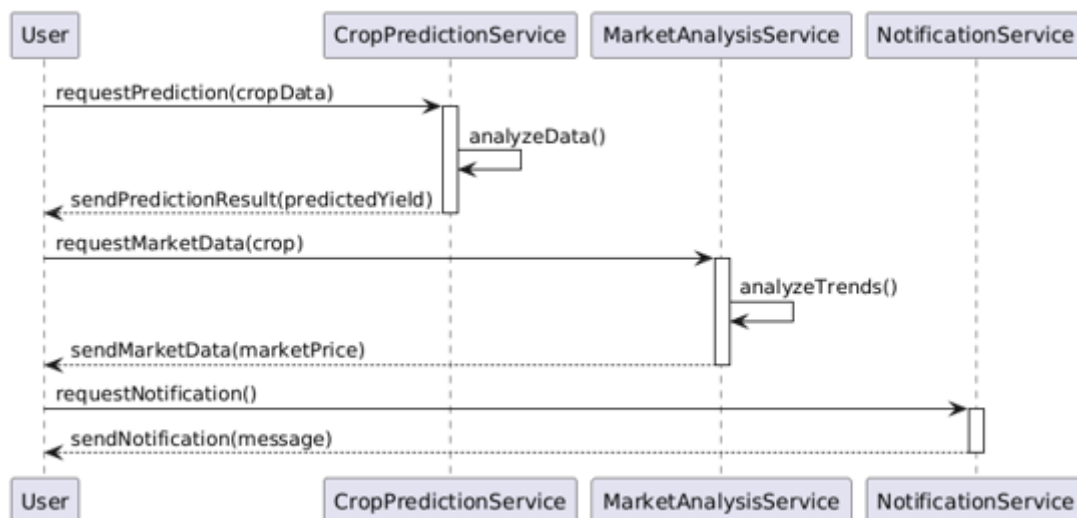 User CropPredictionService MarketAnalysisService NotificationService
requestPrediction(cropData)
analyzeData()
sendPredictionResult(predictedYield)
requestMarketData(crop)
analyzeTrends()
sendMarketData(marketPrice)
requestNotification()
sendNotification(message)
User CropPredictionService MarketAnalysisService NotificationService